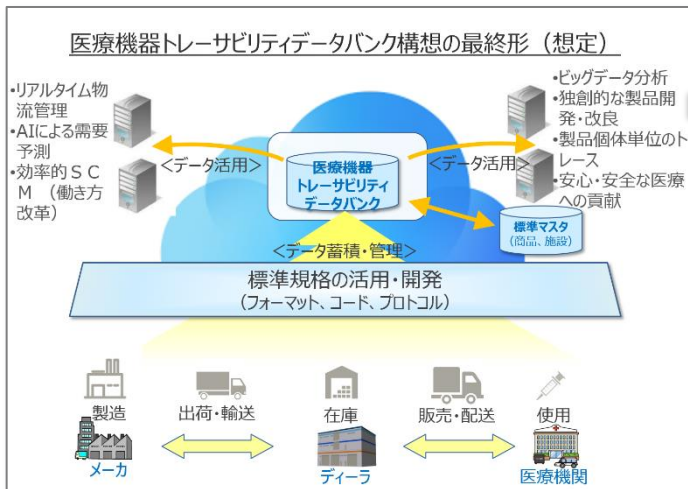 医療機器トレーサビリティデータバンク構想の最終形（想定）
•リアルタイム物
流管理
•AIによる需要
予測
•効率的ＳＣ
Ｍ （働き方
改革）
＜データ活用＞
医療機器
トレーサビリティ
データバンク
＜データ活用＞
•ビッグデータ分析
•独創的な製品開
発・改良
•製品個体単位のト
レース
•安心・安全な医療
への貢献
標準マスタ
（商品、施設）
＜データ蓄積・管理＞
標準規格の活用・開発
（フォーマット、コード、プロトコル）
製造
出荷・輸送
在庫
販売・配送
使用
メーカ
ディーラ
医療機関